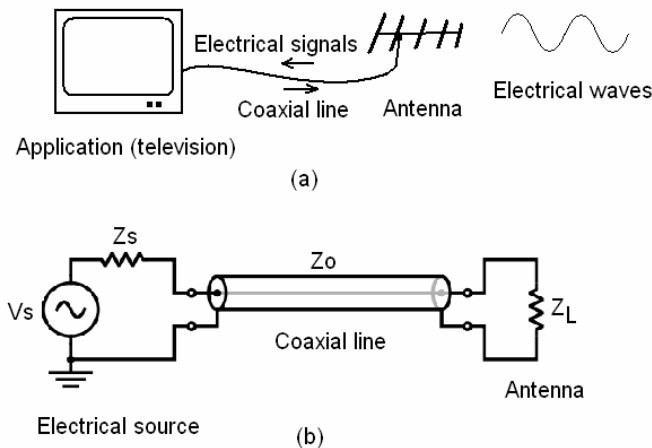 Electrical signals
Coaxial line
Antenna
Electrical waves
Application (television)
(a)
Zs
Zo
Vs
ZL
Coaxial line
Antenna
Electrical source
(b)